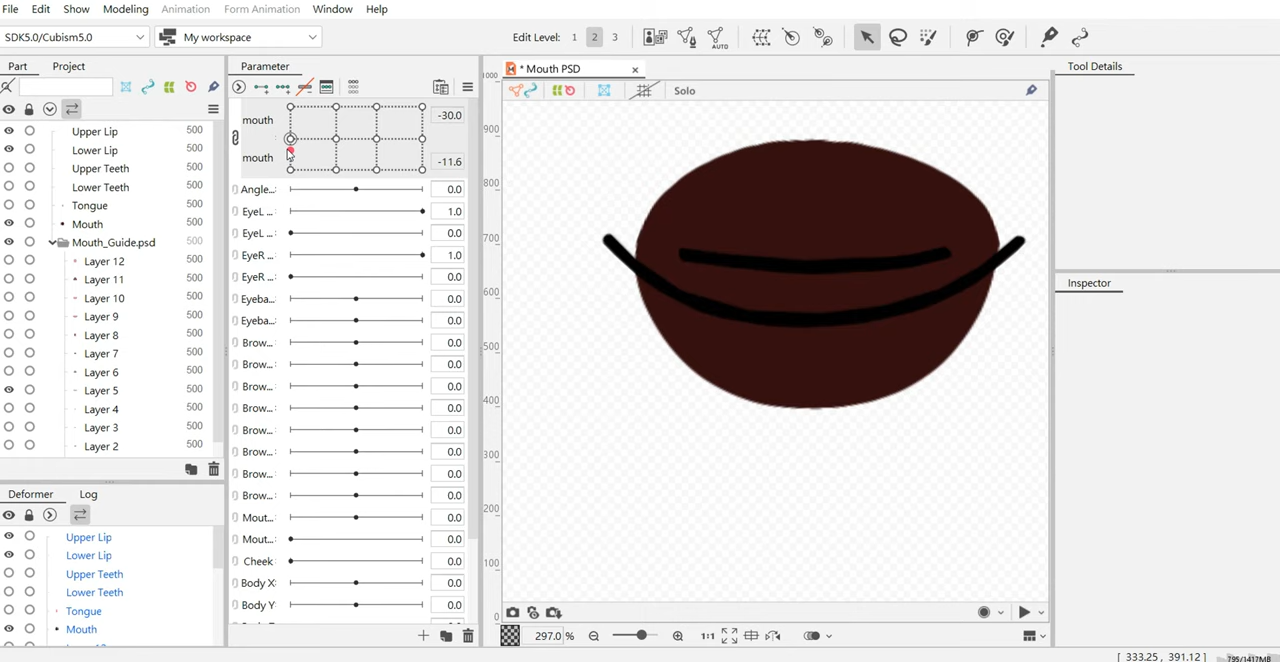 File Edit Show Modeling Animation Form Animation Window Help
SDK5.0/Cubism5.0 My workspace Edit Level: 1 2 3 AUTO
Part Project
Upper Lip 500
Lower Lip 500
Upper Teeth 500
Lower Teeth 500
Tongue 500
Mouth 500
Mouth_Guide.psd 500
Layer 12 500
Layer 11 500
Layer 10 500
Layer 9 500
Layer 8 500
Layer 7 500
Layer 6 500
Layer 5 500
Layer 4 500
Layer 3 500
Layer 2 500
Deformer Log
Upper Lip
Lower Lip
Upper Teeth
Lower Teeth
Tongue
Mouth
Parameter
mouth -30.0
mouth -11.6
Angle... 0.0
EyeL ... 1.0
EyeL ... 0.0
EyeR ... 1.0
EyeR ... 0.0
Eyeba... 0.0
Eyeba... 0.0
Brow... 0.0
Brow... 0.0
Brow... 0.0
Brow... 0.0
Brow... 0.0
Brow... 0.0
Brow... 0.0
Brow... 0.0
Mout... 0.0
Mout... 0.0
Cheek 0.0
Body X 0.0
Body Y 0.0
* Mouth PSD
Solo
1000
900
800
700
600
500
400
300
200
100
0
297.0 % 1:1
Tool Details
Inspector
[ 333.25, 391.12 ] 795/1417MB